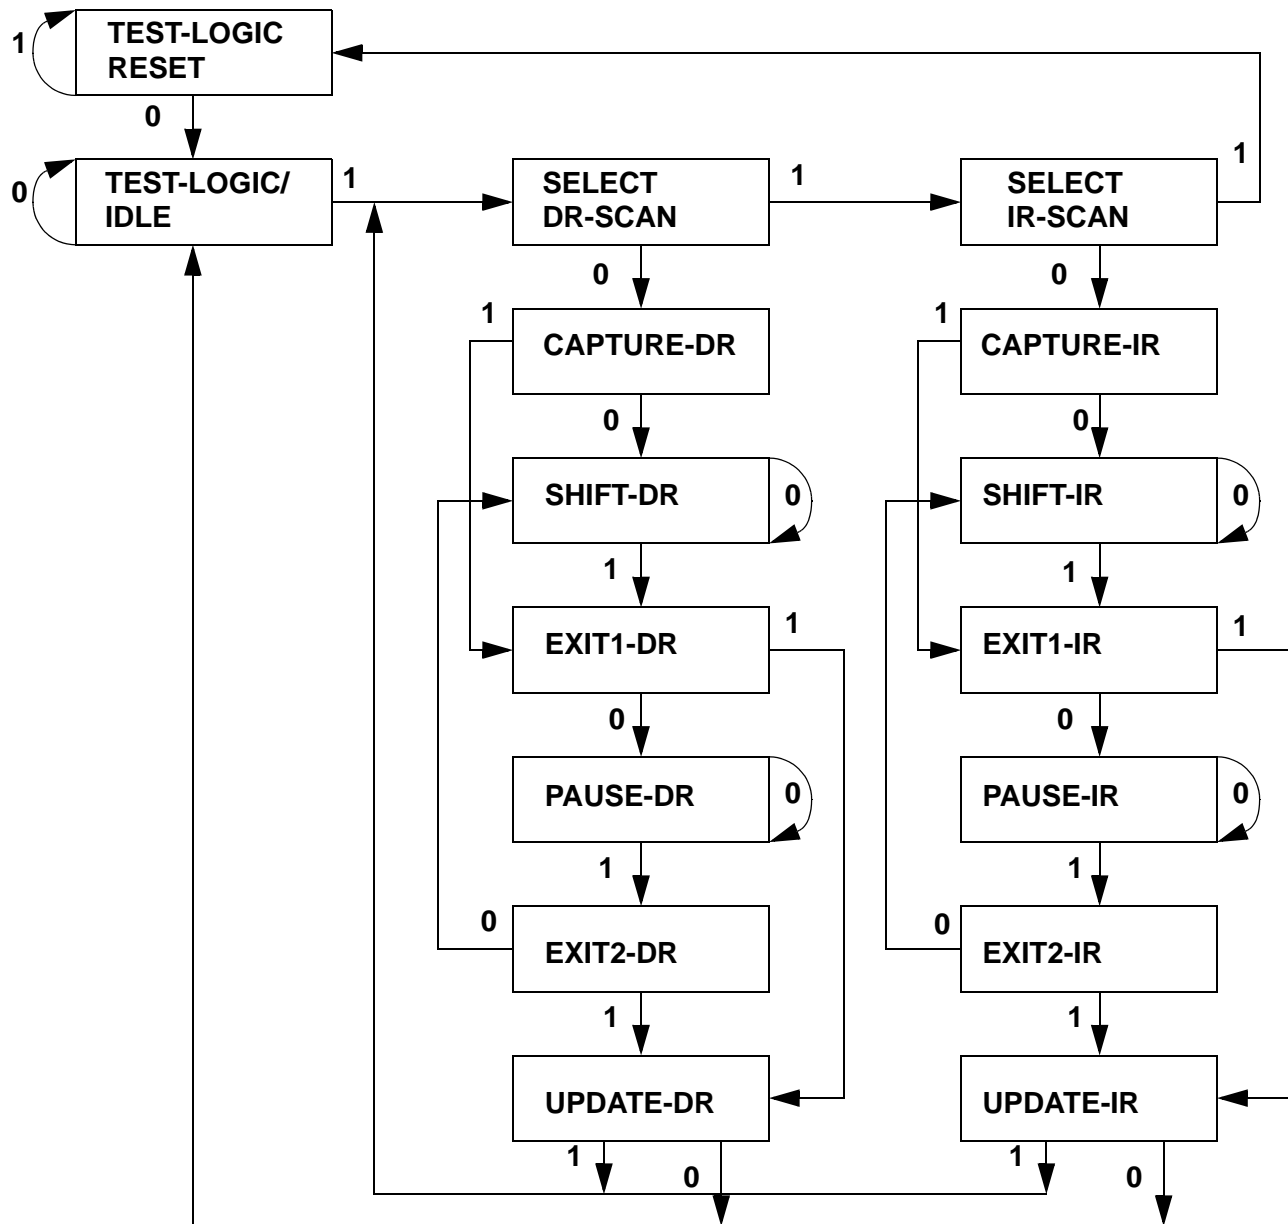 TEST-LOGIC
RESET
1
0
TEST-LOGIC/
IDLE
0
1
SELECT
DR-SCAN
1
SELECT
IR-SCAN
1
0
0
1
CAPTURE-DR
1
CAPTURE-IR
0
0
SHIFT-DR
0
SHIFT-IR
0
1
1
EXIT1-DR
1
EXIT1-IR
1
0
0
PAUSE-DR
0
PAUSE-IR
0
1
1
0
EXIT2-DR
0
EXIT2-IR
1
1
UPDATE-DR
UPDATE-IR
1
0
1
0